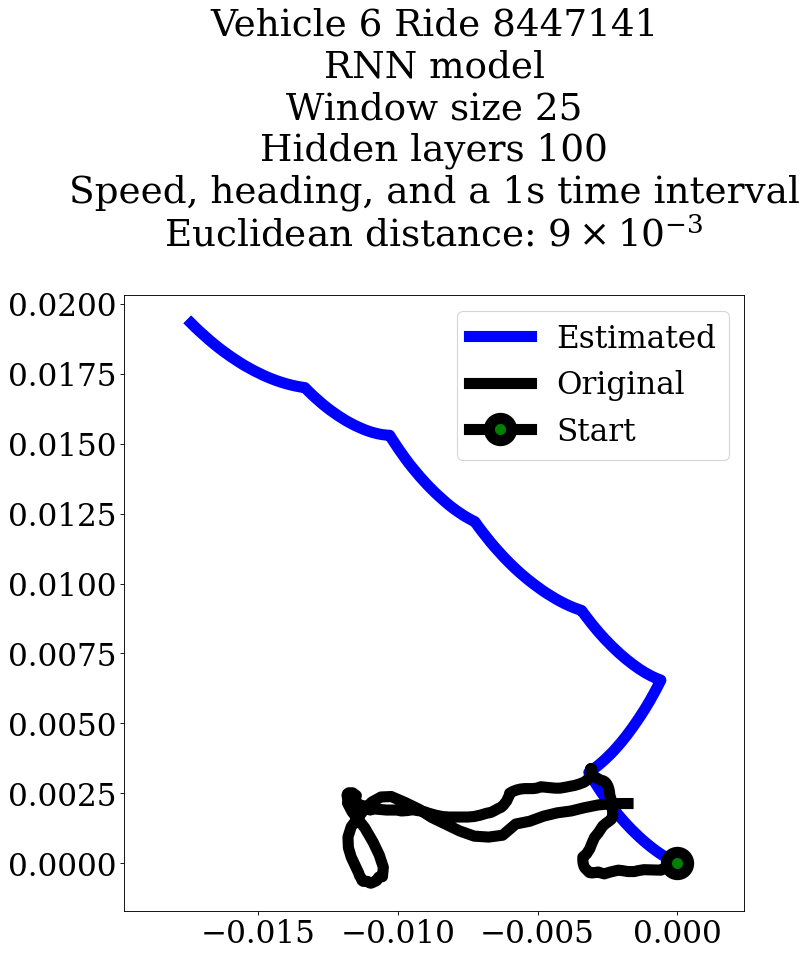 Vehicle 6 Ride 8447141
RNN model
Window size 25
Hidden layers 100
Speed, heading, and a 1s time interval
Euclidean distance: 9 × 10⁻³
0.0200
0.0175
0.0150
0.0125
0.0100
0.0075
0.0050
0.0025
0.0000
Estimated
Original
Start
−0.015 −0.010 −0.005 0.000